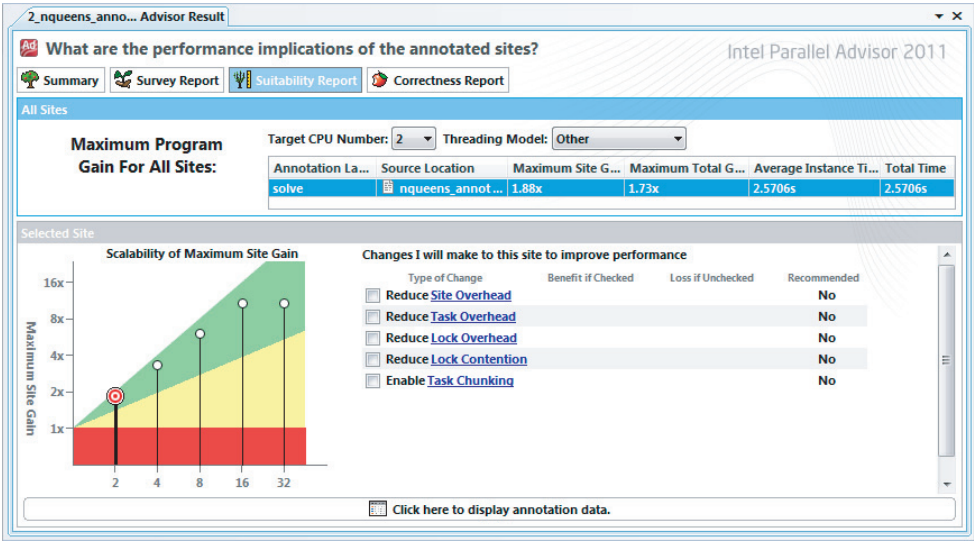 2_nqueens_anno... Advisor Result
What are the performance implications of the annotated sites?
Intel Parallel Advisor 2011
Summary Survey Report Suitability Report Correctness Report
All Sites
Maximum Program
Gain For All Sites:
Target CPU Number: 2 Threading Model: Other
Annotation La... Source Location Maximum Site G... Maximum Total G... Average Instance Ti... Total Time
solve nqueens_annot... 1.88x 1.73x 2.5706s 2.5706s
Selected Site
Scalability of Maximum Site Gain
Maximum Site Gain
16x
8x
4x
2x
1x
2 4 8 16 32
Changes I will make to this site to improve performance
Type of Change Benefit if Checked Loss if Unchecked Recommended
Reduce Site Overhead No
Reduce Task Overhead No
Reduce Lock Overhead No
Reduce Lock Contention No
Enable Task Chunking No
Click here to display annotation data.